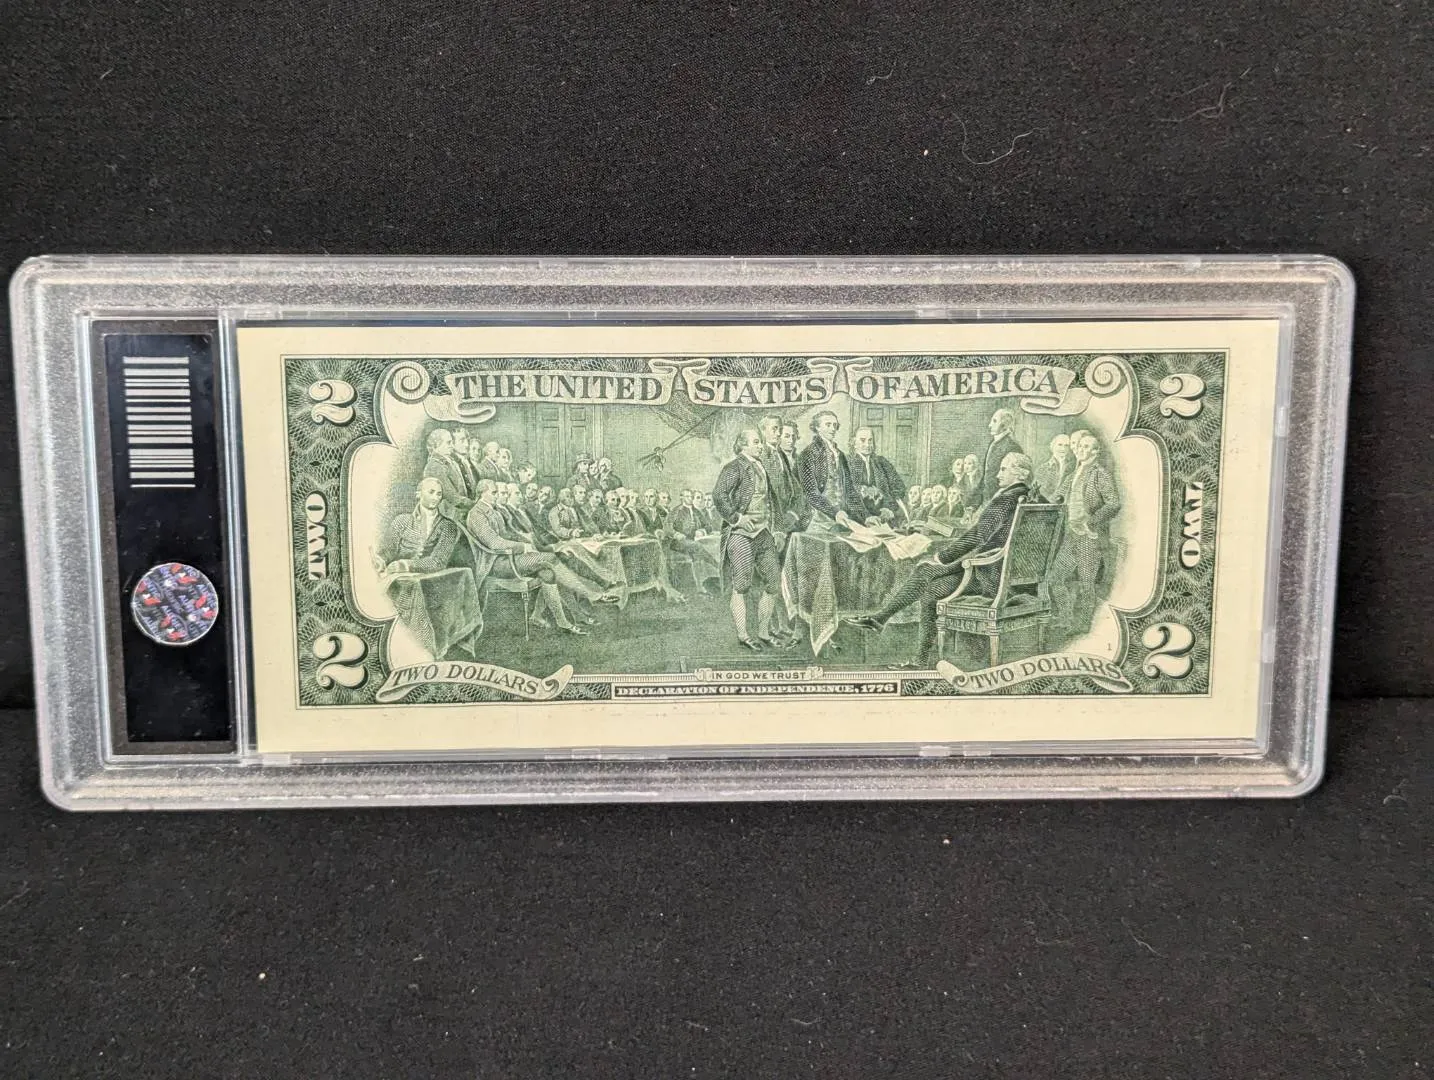 THE UNITED STATES OF AMERICA
2
2
TWO
TWO
2
2
TWO DOLLARS
IN GOD WE TRUST
TWO DOLLARS
DECLARATION OF INDEPENDENCE, 1776
1